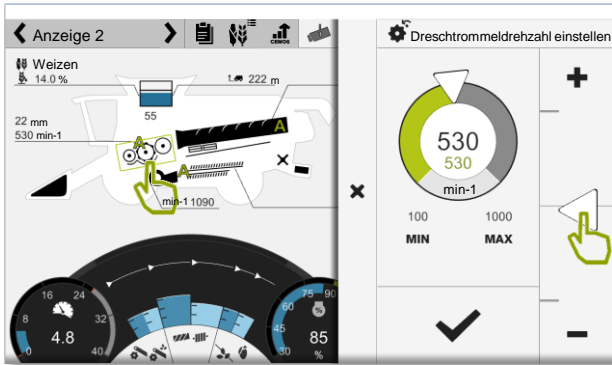 Anzeige 2
CEMOS
Dreschtrommeldrehzahl einstellen
Weizen
14.0 %
222 m
55
22 mm
530 min-1
A
A
A
min-1 1090
530
530
min-1
100
1000
MIN
MAX
0
8
16
24
32
40
4.8
30
45
60
75
90
%
85
%